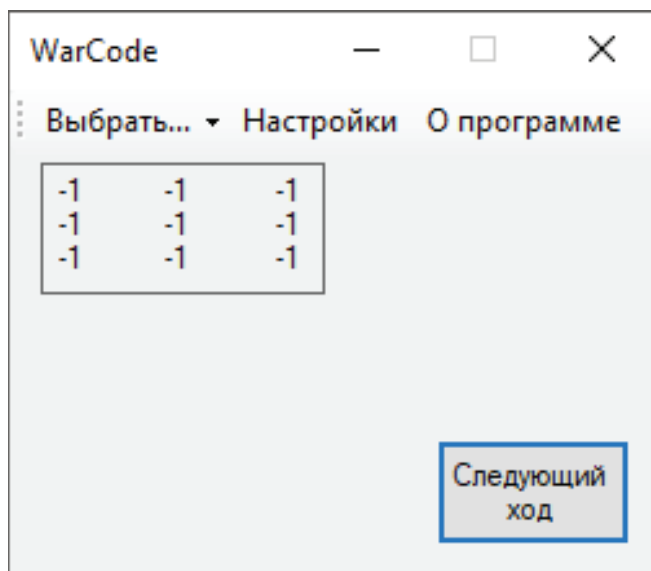 WarCode
Выбрать... Настройки О программе
-1 -1 -1
-1 -1 -1
-1 -1 -1
Следующий
ход